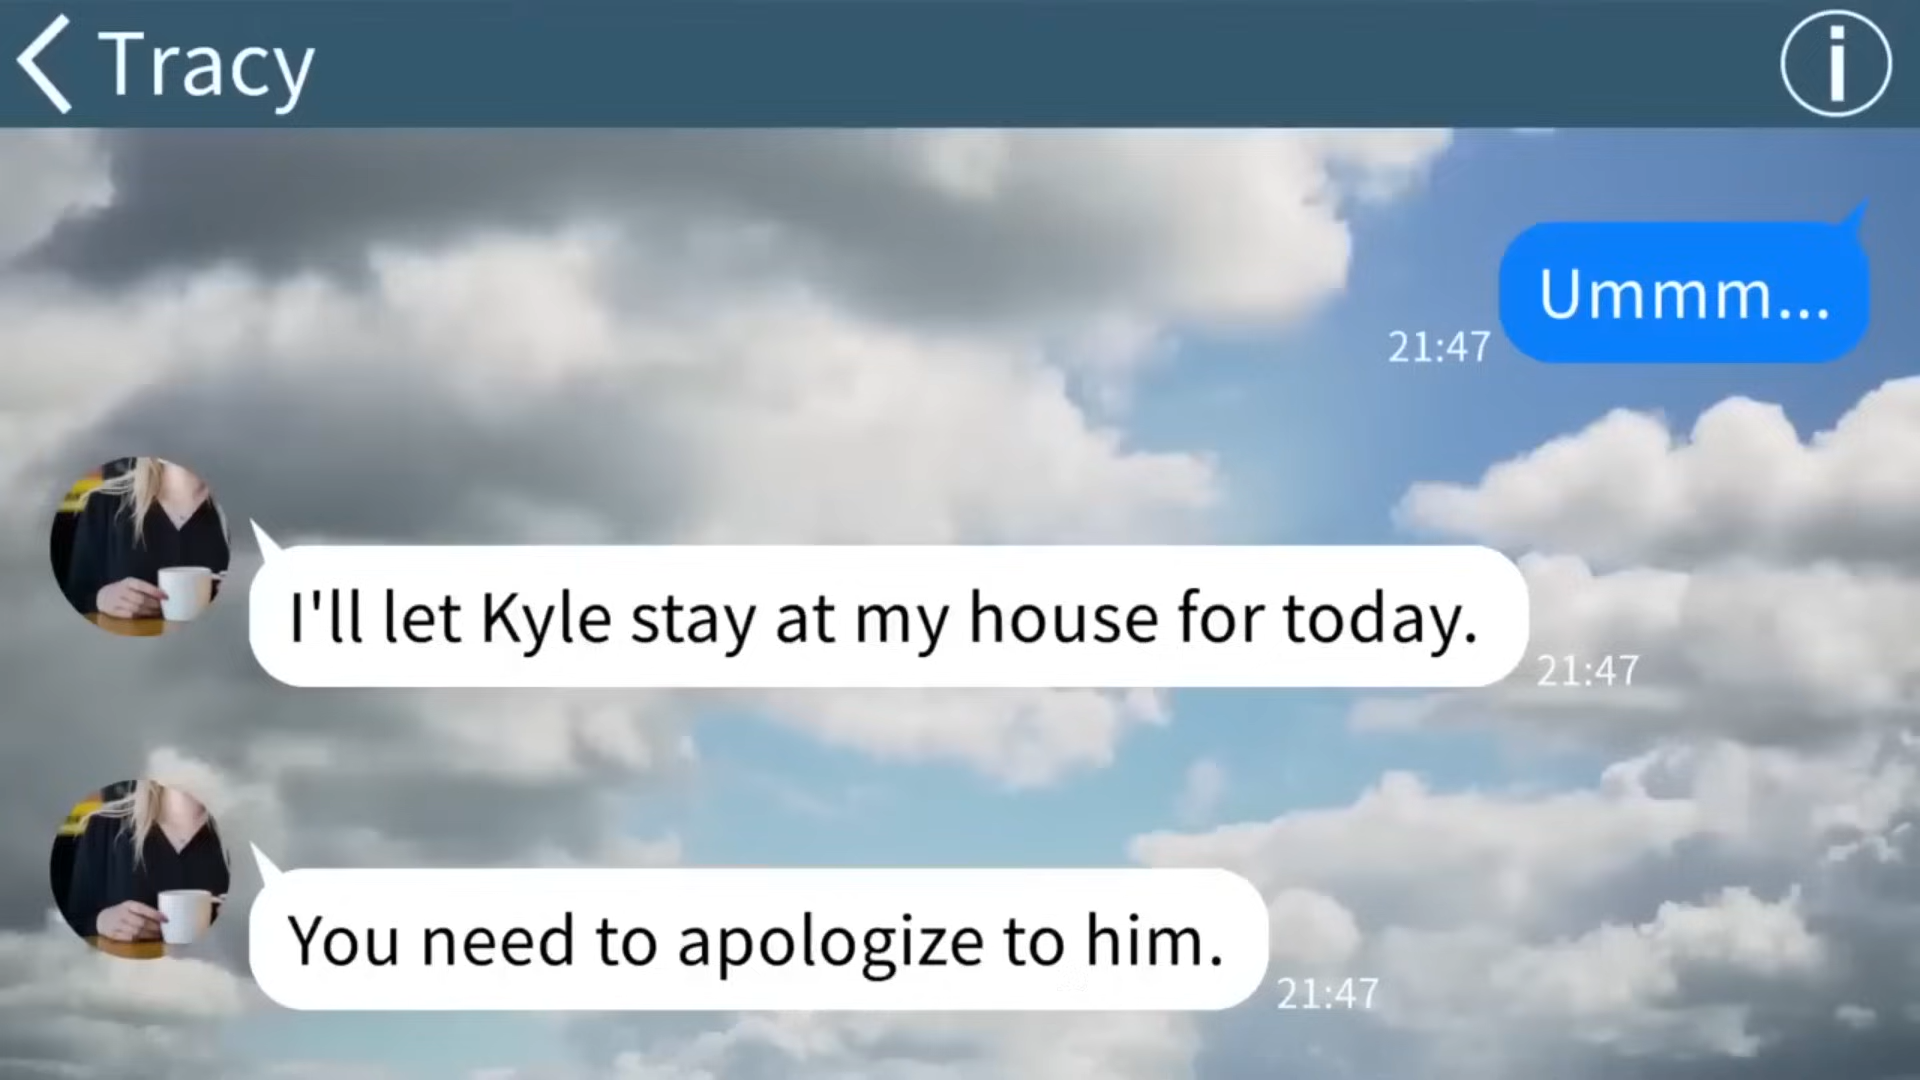 Tracy
Ummm...
21:47
I'll let Kyle stay at my house for today.
21:47
You need to apologize to him.
21:47